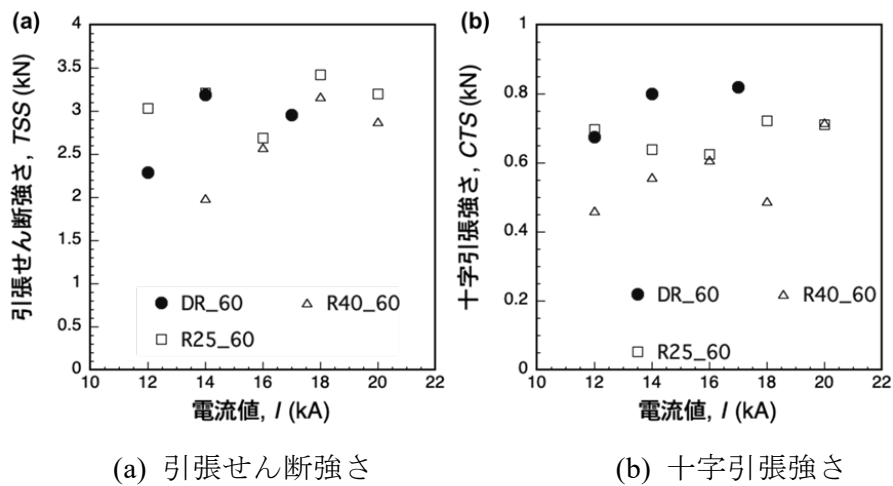 (a)
引張せん断強さ, TSS (kN)
4
3.5
3
2.5
2
1.5
1
0.5
0
DR_60
R40_60
R25_60
10 12 14 16 18 20 22
電流値, I (kA)
(b)
十字引張強さ, CTS (kN)
1
0.8
0.6
0.4
0.2
0
DR_60
R40_60
R25_60
10 12 14 16 18 20 22
電流値, I (kA)
(a) 引張せん断強さ
(b) 十字引張強さ